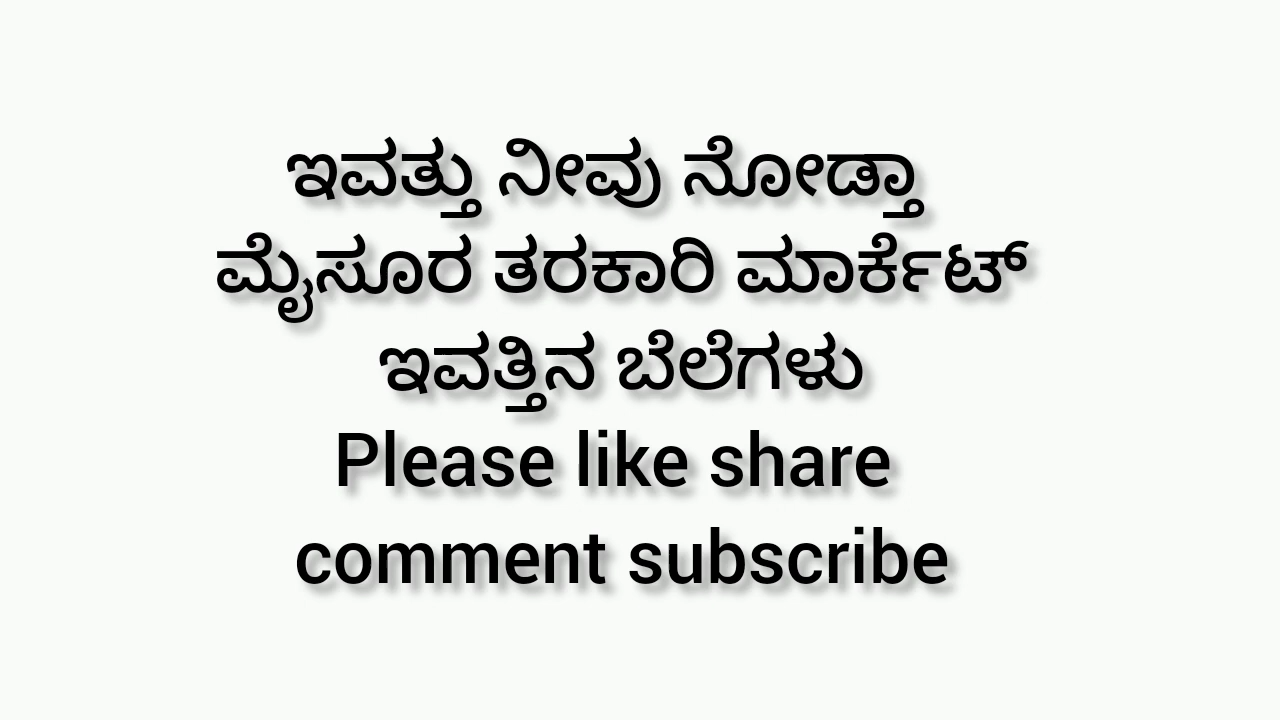 ಇವತ್ತು ನೀವು ನೋಡ್ತಾ
ಮೈಸೂರ ತರಕಾರಿ ಮಾರ್ಕೆಟ್
ಇವತ್ತಿನ ಬೆಲೆಗಳು
Please like share
comment subscribe